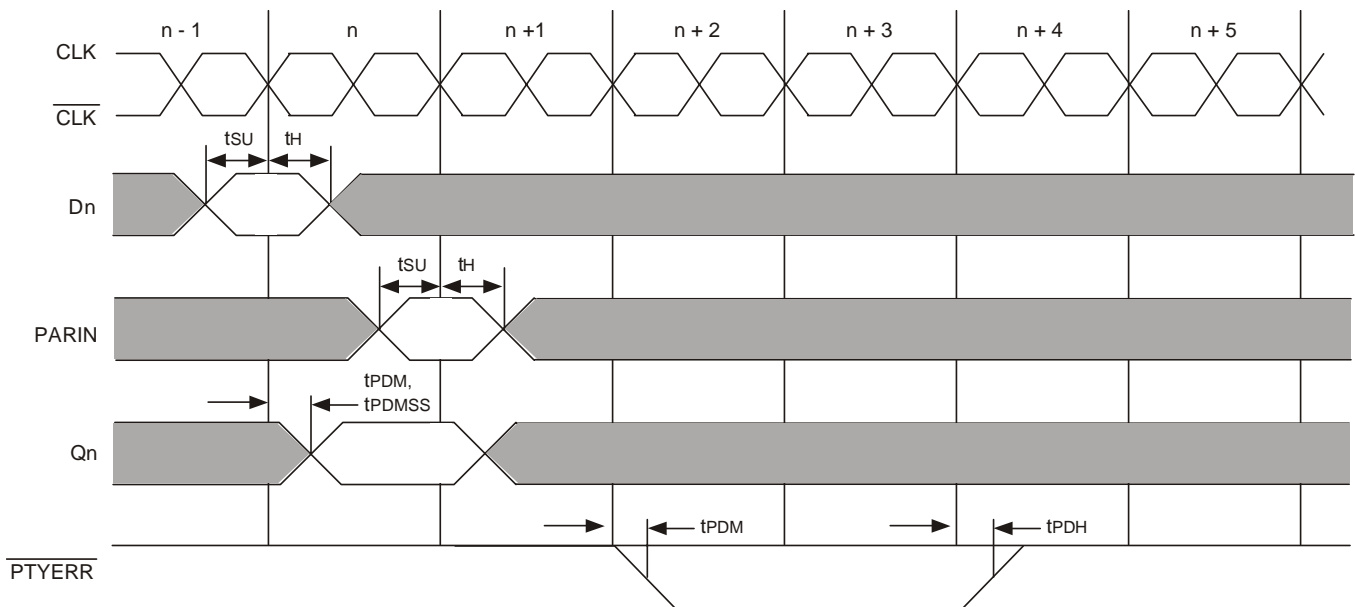 n - 1 n n +1 n + 2 n + 3 n + 4 n + 5
CLK
CLK
tSU tH
Dn
tSU tH
PARIN
tPDM,
tPDMSS
Qn
tPDM tPDH
PTYERR